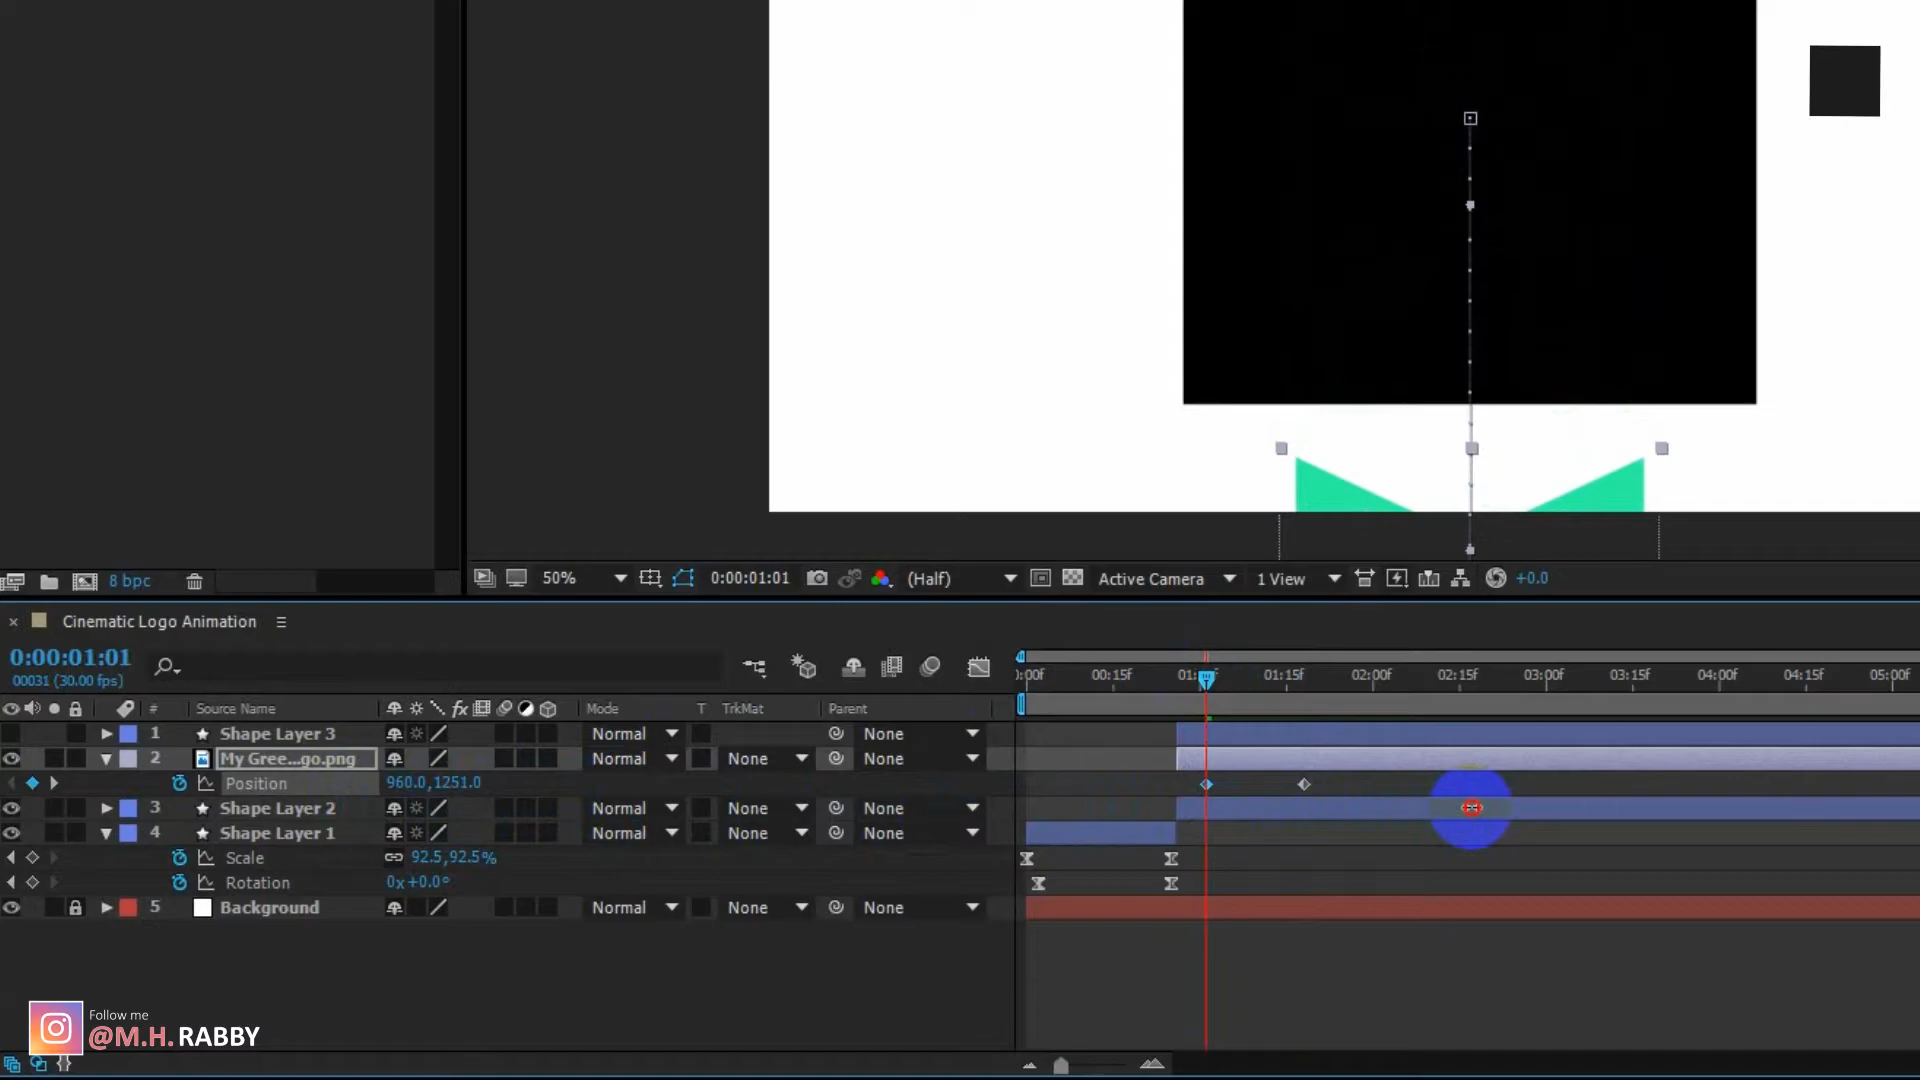 8 bpc
50%
0:00:01:01
(Half)
Active Camera
1 View
+0.0
Cinematic Logo Animation
0:00:01:01
00031 (30.00 fps)
# Source Name fx Mode T TrkMat Parent
00:15f 01:15f 02:00f 02:15f 03:00f 03:15f 04:00f 04:15f 05:00f
1 Shape Layer 3 Normal None
2 My Gree...go.png Normal None None
Position 960.0,1251.0
3 Shape Layer 2 Normal None None
4 Shape Layer 1 Normal None None
Scale 92.5,92.5%
Rotation 0x+0.0°
5 Background Normal None None
Follow me
@M.H. RABBY